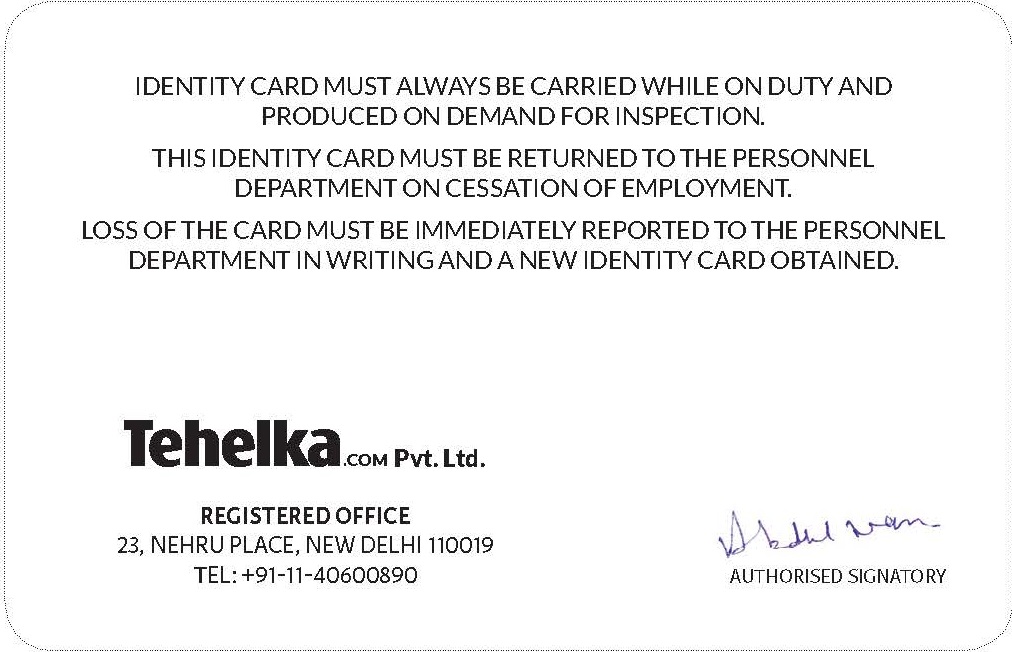 IDENTITY CARD MUST ALWAYS BE CARRIED WHILE ON DUTY AND
PRODUCED ON DEMAND FOR INSPECTION.
THIS IDENTITY CARD MUST BE RETURNED TO THE PERSONNEL
DEPARTMENT ON CESSATION OF EMPLOYMENT.
LOSS OF THE CARD MUST BE IMMEDIATELY REPORTED TO THE PERSONNEL
DEPARTMENT IN WRITING AND A NEW IDENTITY CARD OBTAINED.
Tehelka.COM Pvt. Ltd.
REGISTERED OFFICE
23, NEHRU PLACE, NEW DELHI 110019
TEL: +91-11-40600890
AUTHORISED SIGNATORY